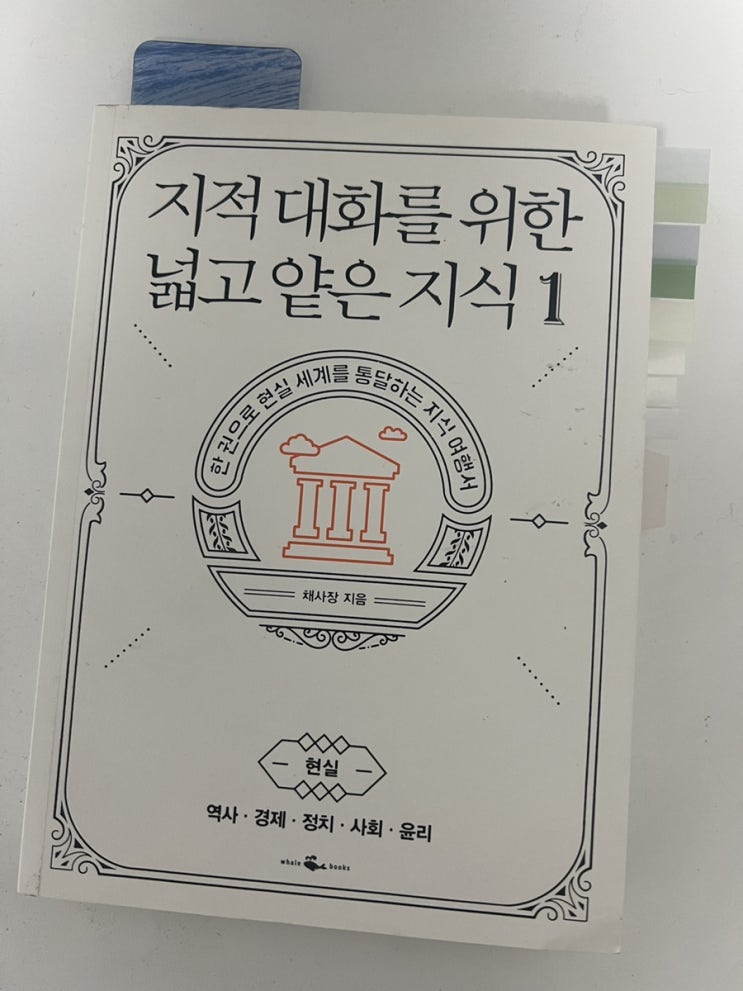 지적 대화를 위한
넓고 얕은 지식 1
한 권으로 현실 세계를 통달하는 지식 여행서
채사장 지음
현실
역사 · 경제 · 정치 · 사회 · 윤리
whale books